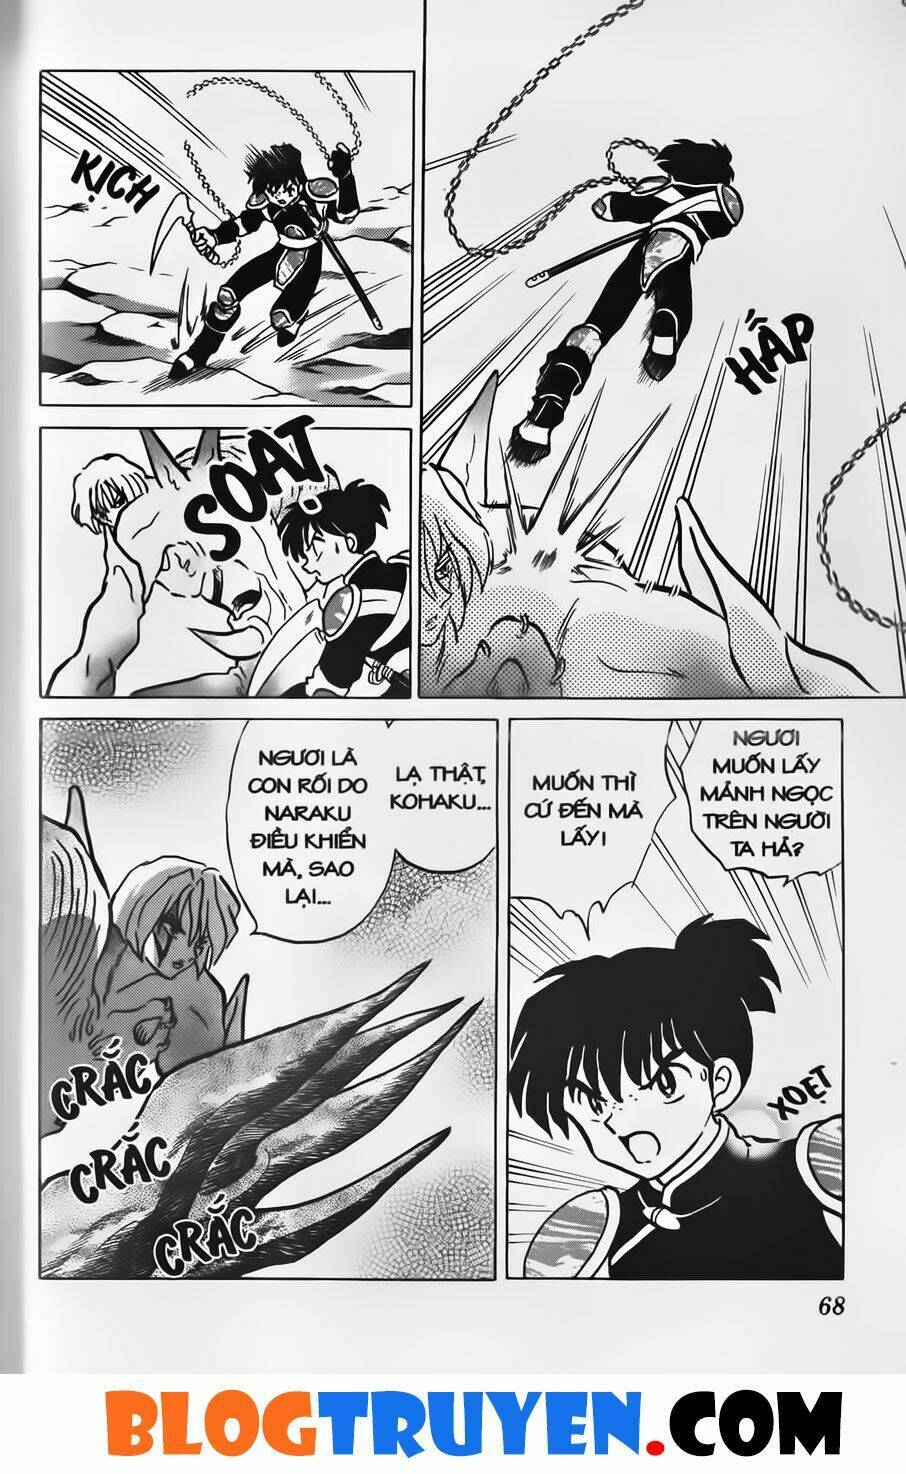 KỊCH
HẤP
SOẠT
NGƯƠI LÀ
CON RỐI DO
NARAKU
ĐIỀU KHIỂN
MÀ, SAO
LẠI...
LẠ THẬT,
KOHAKU...
CRẮC
CRẮC
CRẮC
MUỐN THÌ
CỨ ĐẾN MÀ
LẤY!
NGƯƠI
MUỐN LẤY
MẢNH NGỌC
TRÊN NGƯỜI
TA HẢ?
XOẸT
68
BLOGTRUYEN.COM